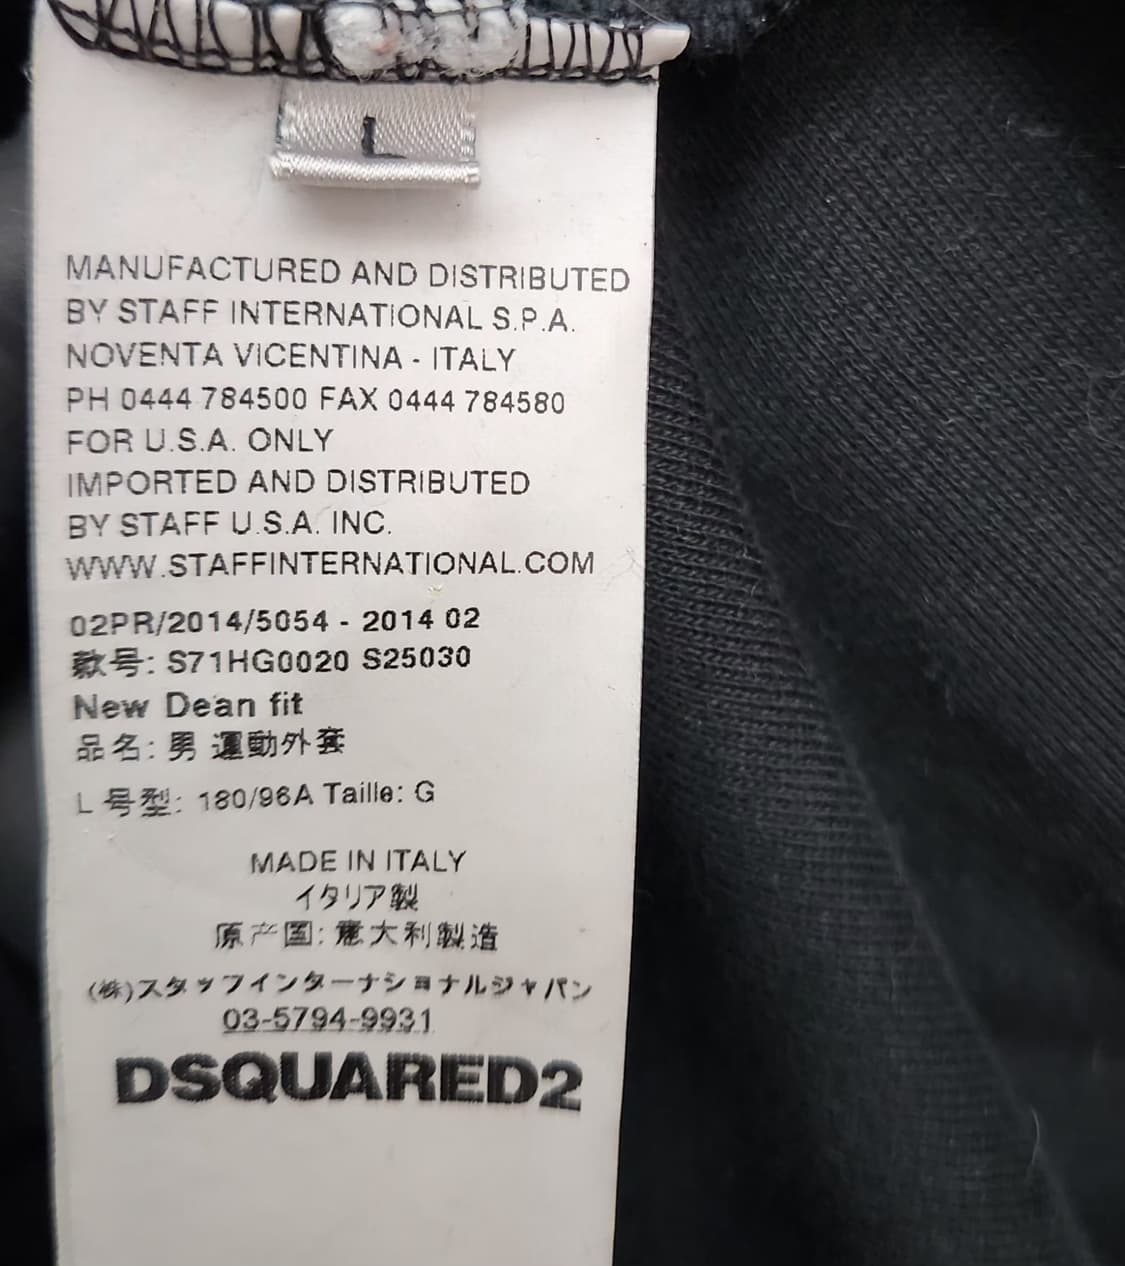 L
MANUFACTURED AND DISTRIBUTED
BY STAFF INTERNATIONAL S.P.A.
NOVENTA VICENTINA - ITALY
PH 0444 784500 FAX 0444 784580
FOR U.S.A. ONLY
IMPORTED AND DISTRIBUTED
BY STAFF U.S.A. INC.
WWW.STAFFINTERNATIONAL.COM
02PR/2014/5054 - 2014 02
款号: S71HG0020 S25030
New Dean fit
品名: 男 運動外套
L 号型: 180/96A Taille: G
MADE IN ITALY
イタリア製
原产国: 意大利製造
(株)スタッフインターナショナルジャパン
03-5794-9931
DSQUARED2